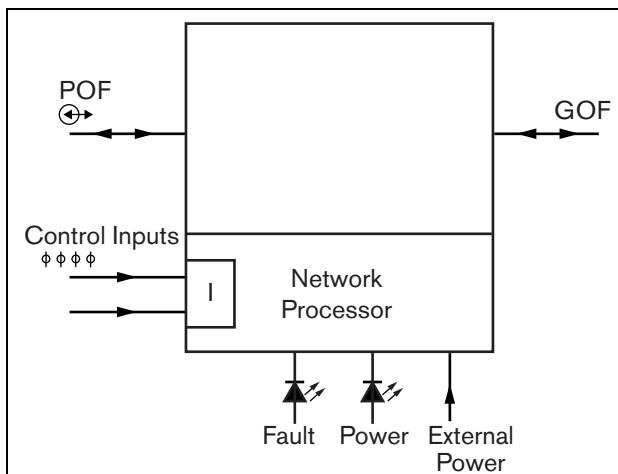 POF
GOF
Control Inputs
I
Network
Processor
Fault
Power
External
Power